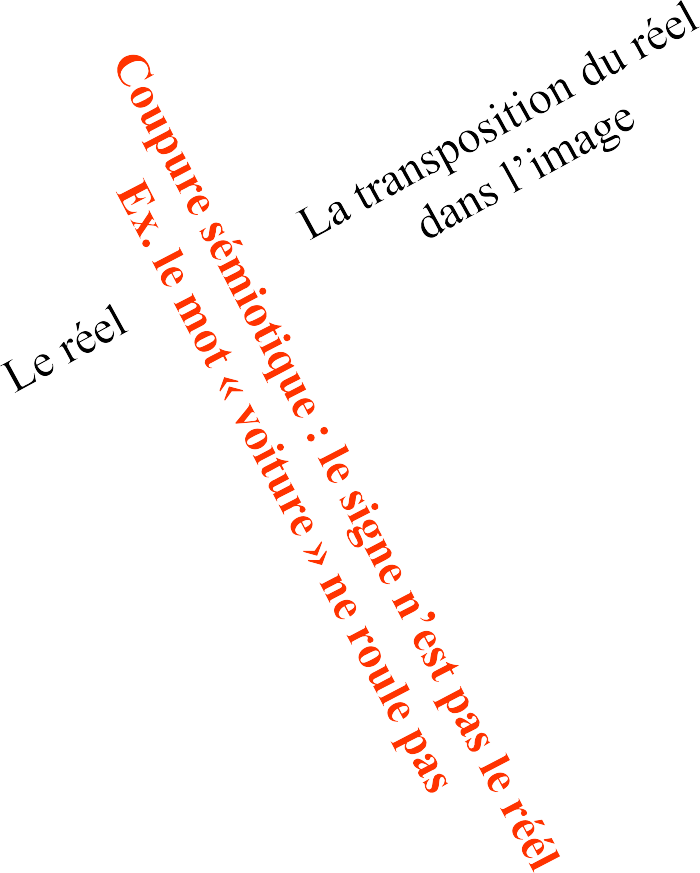 La transposition du réel
dans l’image
Le réel
Coupure sémiotique : le signe n’est pas le réél
Ex. le mot « voiture » ne roule pas